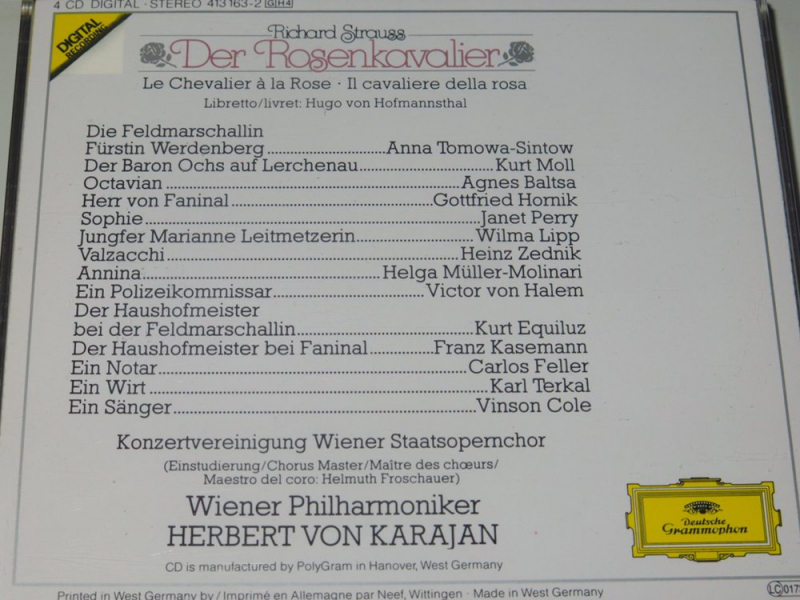 4 CD DIGITAL · STEREO 413 163-2 GH4
DIGITAL
RECORDING
Richard Strauss
Der Rosenkavalier
Le Chevalier à la Rose · Il cavaliere della rosa
Libretto/livret: Hugo von Hofmannsthal
Die Feldmarschallin
Fürstin Werdenberg....................Anna Tomowa-Sintow
Der Baron Ochs auf Lerchenau.......................Kurt Moll
Octavian..................................................Agnes Baltsa
Herr von Faninal..................................Gottfried Hornik
Sophie........................................................Janet Perry
Jungfer Marianne Leitmetzerin....................Wilma Lipp
Valzacchi.................................................Heinz Zednik
Annina........................................Helga Müller-Molinari
Ein Polizeikommissar.........................Victor von Halem
Der Haushofmeister
bei der Feldmarschallin..............................Kurt Equiluz
Der Haushofmeister bei Faninal...........Franz Kasemann
Ein Notar....................................................Carlos Feller
Ein Wirt.........................................................Karl Terkal
Ein Sänger..................................................Vinson Cole
Konzertvereinigung Wiener Staatsopernchor
(Einstudierung/Chorus Master/Maître des chœurs/
Maestro del coro: Helmuth Froschauer)
Wiener Philharmoniker
HERBERT VON KARAJAN
Deutsche
Grammophon
CD is manufactured by PolyGram in Hanover, West Germany
Printed in West Germany by / Imprimé en Allemagne par Neef, Wittingen · Made in West Germany
LC